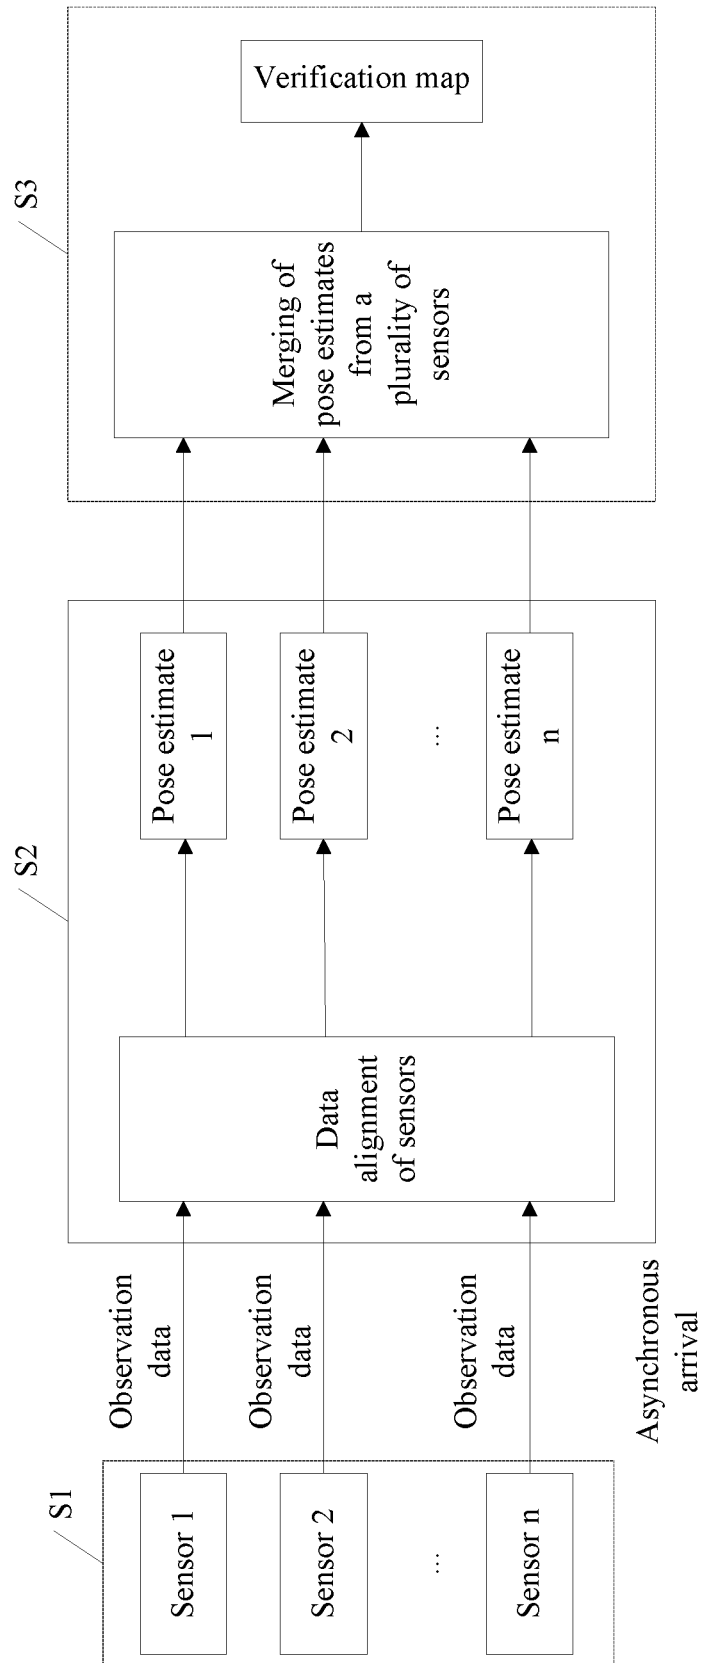 S1
Sensor 1
Sensor 2
...
Sensor n
Observation
data
Observation
data
Observation
data
Asynchronous
arrival
S2
Data
alignment
of sensors
Pose estimate
1
Pose estimate
2
...
Pose estimate
n
S3
Merging of
pose estimates
from a
plurality of
sensors
Verification map